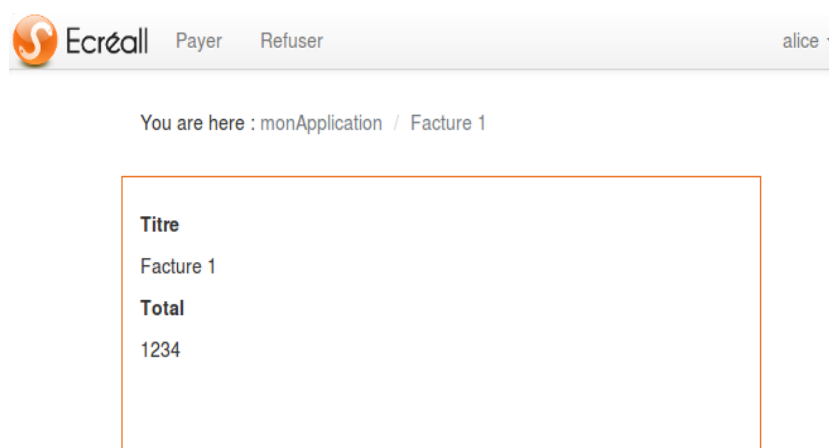 Ecréall Payer Refuser alice
You are here : monApplication / Facture 1
Titre
Facture 1
Total
1234